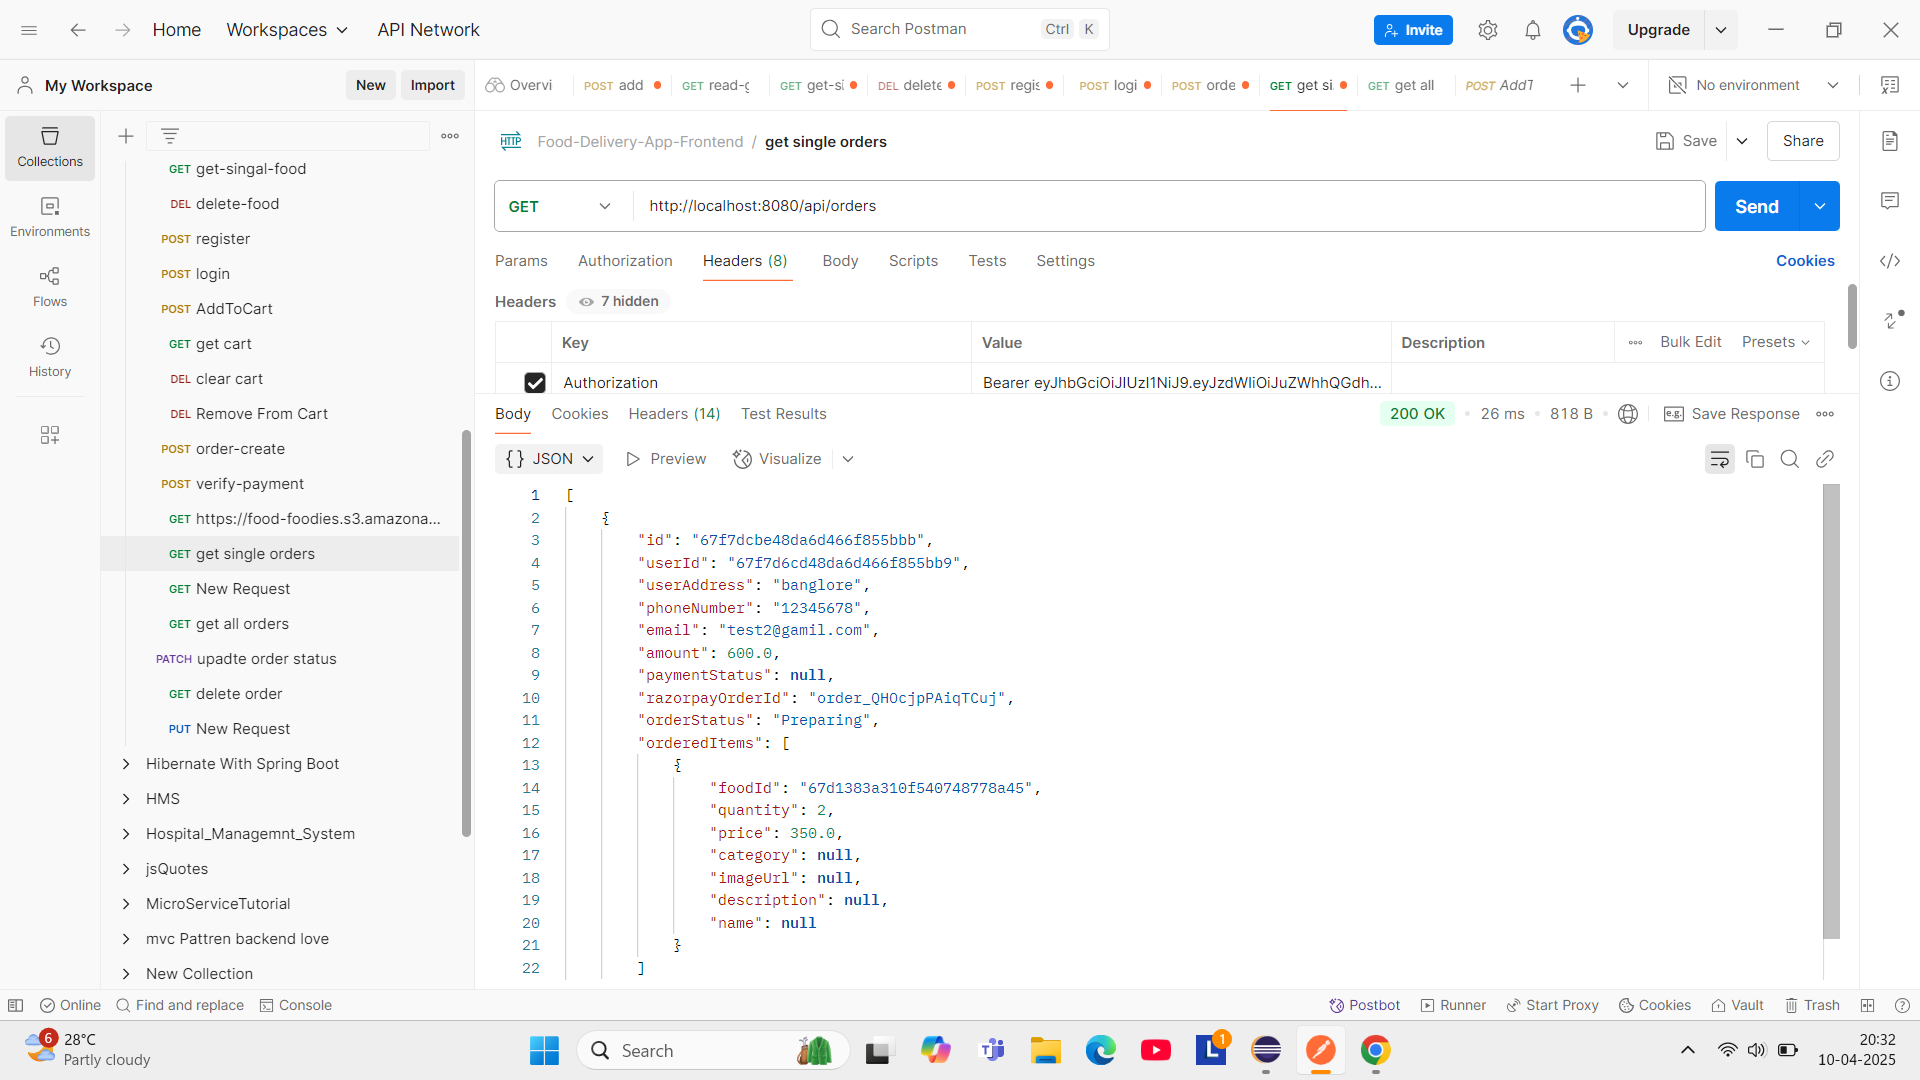 Home
Workspaces
API Network
Search Postman
Ctrl K
Invite
Upgrade
My Workspace
New
Import
Overvi
POST add
GET read-g
GET get-si
DEL delete
POST regis
POST logi
POST orde
GET get si
GET get all
POST AddT
No environment
Collections
Environments
Flows
History
GET get-singal-food
DEL delete-food
POST register
POST login
POST AddToCart
GET get cart
DEL clear cart
DEL Remove From Cart
POST order-create
POST verify-payment
GET https://food-foodies.s3.amazona...
GET get single orders
GET New Request
GET get all orders
PATCH upadte order status
GET delete order
PUT New Request
Hibernate With Spring Boot
HMS
Hospital_Managemnt_System
jsQuotes
MicroServiceTutorial
mvc Pattren backend love
New Collection
HTTP Food-Delivery-App-Frontend / get single orders
Save
Share
GET
http://localhost:8080/api/orders
Send
Params
Authorization
Headers (8)
Body
Scripts
Tests
Settings
Cookies
Headers
7 hidden
Key
Value
Description
Bulk Edit
Presets
Authorization
Bearer eyJhbGciOiJIUzI1NiJ9.eyJzdWIiOiJuZWhhQGdh...
Body
Cookies
Headers (14)
Test Results
200 OK
26 ms
818 B
e.g. Save Response
{} JSON
Preview
Visualize
1 [
2 {
3 "id": "67f7dcbe48da6d466f855bbb",
4 "userId": "67f7d6cd48da6d466f855bb9",
5 "userAddress": "banglore",
6 "phoneNumber": "12345678",
7 "email": "test2@gamil.com",
8 "amount": 600.0,
9 "paymentStatus": null,
10 "razorpayOrderId": "order_QHOcjpPAiqTCuj",
11 "orderStatus": "Preparing",
12 "orderedItems": [
13 {
14 "foodId": "67d1383a310f540748778a45",
15 "quantity": 2,
16 "price": 350.0,
17 "category": null,
18 "imageUrl": null,
19 "description": null,
20 "name": null
21 }
22 ]
Online
Find and replace
Console
Postbot
Runner
Start Proxy
Cookies
Vault
Trash
6
28°C
Partly cloudy
Search
L 1
20:32
10-04-2025